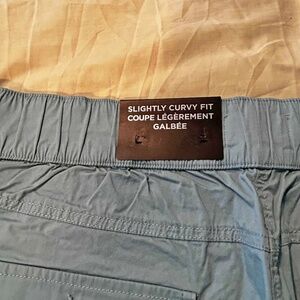 SLIGHTLY CURVY FIT
COUPE LÉGÈREMENT
GALBÉE